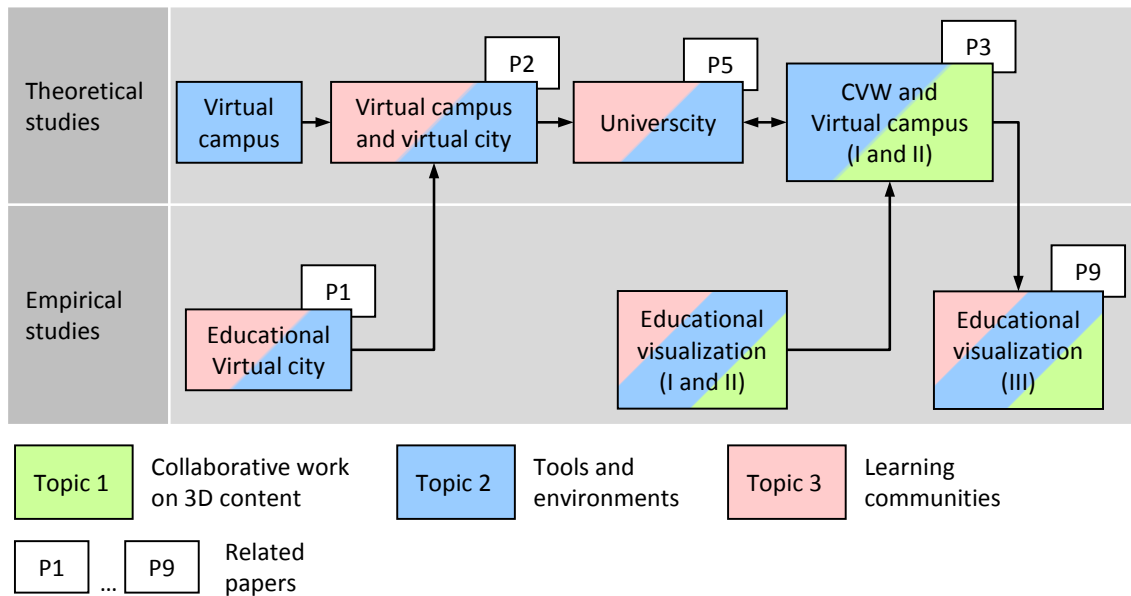 Theoretical
studies
Virtual
campus
P2
Virtual campus
and virtual city
P5
Universcity
P3
CVW and
Virtual campus
(I and II)
Empirical
studies
P1
Educational
Virtual city
Educational
visualization
(I and II)
P9
Educational
visualization
(III)
Topic 1
Collaborative work
on 3D content
Topic 2
Tools and
environments
Topic 3
Learning
communities
P1
...
P9
Related
papers